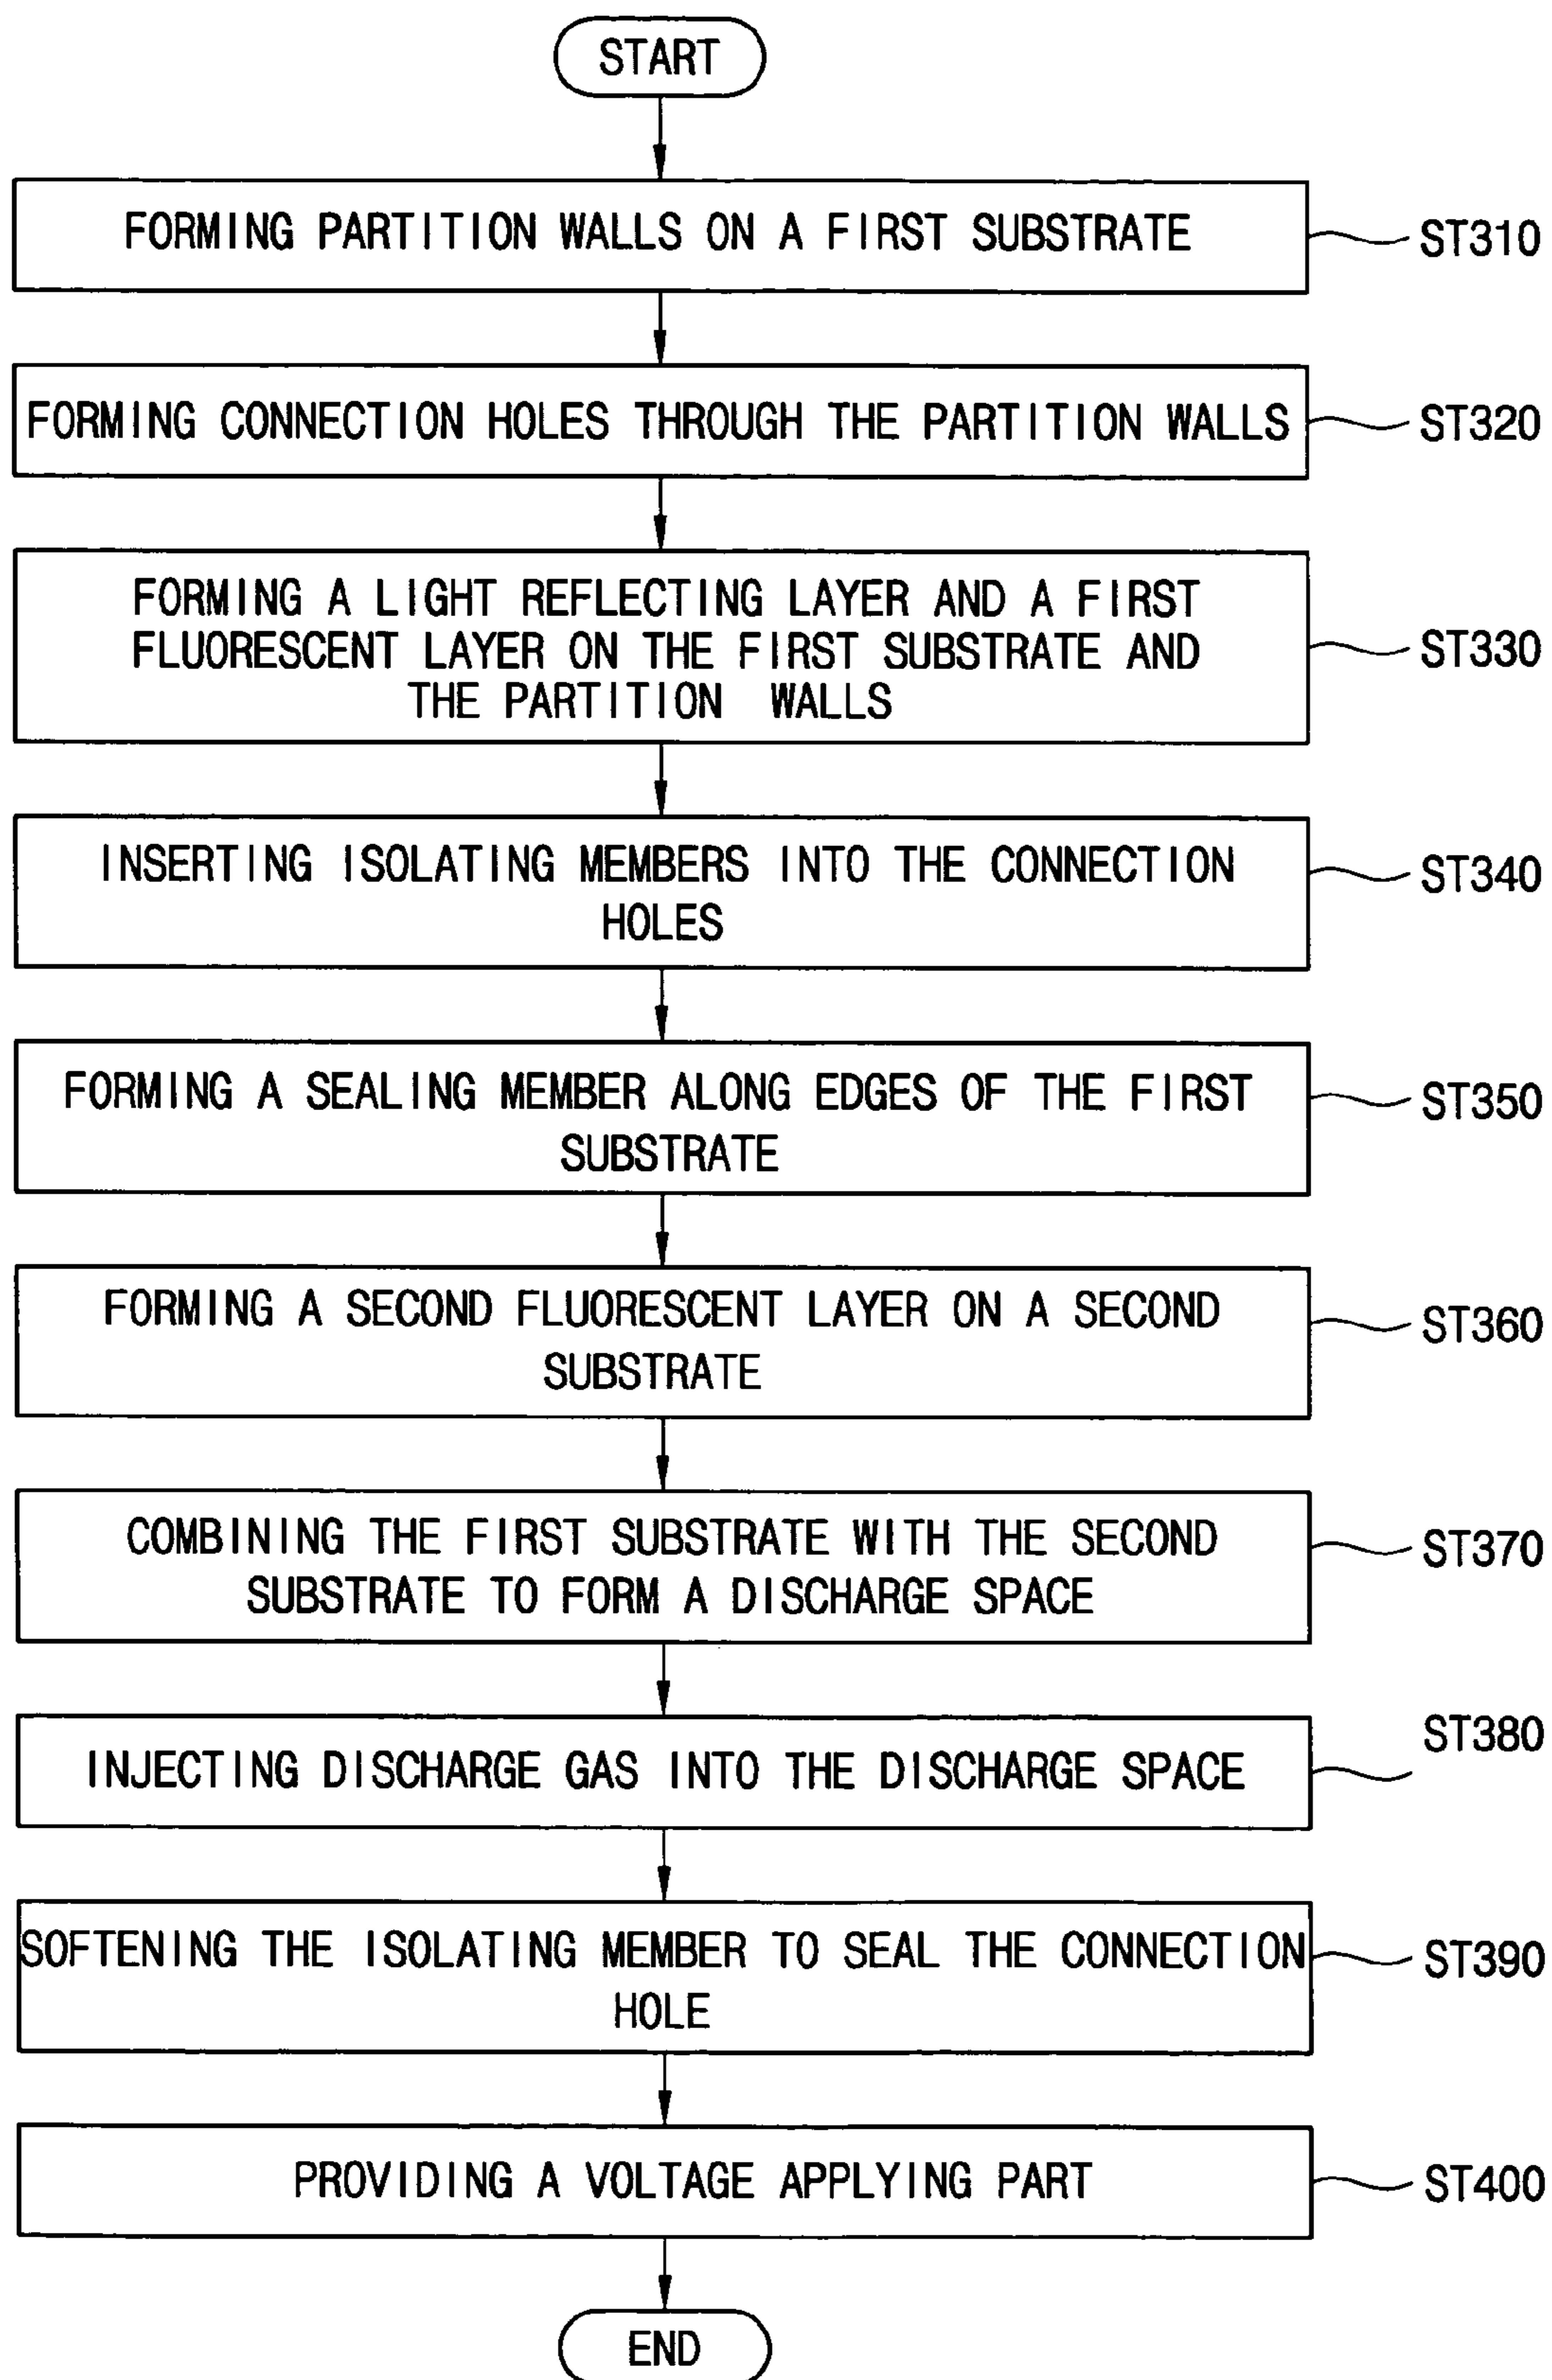 START
FORMING PARTITION WALLS ON A FIRST SUBSTRATE
ST310
FORMING CONNECTION HOLES THROUGH THE PARTITION WALLS
ST320
FORMING A LIGHT REFLECTING LAYER AND A FIRST
FLUORESCENT LAYER ON THE FIRST SUBSTRATE AND
THE PARTITION WALLS
ST330
INSERTING ISOLATING MEMBERS INTO THE CONNECTION
HOLES
ST340
FORMING A SEALING MEMBER ALONG EDGES OF THE FIRST
SUBSTRATE
ST350
FORMING A SECOND FLUORESCENT LAYER ON A SECOND
SUBSTRATE
ST360
COMBINING THE FIRST SUBSTRATE WITH THE SECOND
SUBSTRATE TO FORM A DISCHARGE SPACE
ST370
INJECTING DISCHARGE GAS INTO THE DISCHARGE SPACE
ST380
SOFTENING THE ISOLATING MEMBER TO SEAL THE CONNECTION
HOLE
ST390
PROVIDING A VOLTAGE APPLYING PART
ST400
END